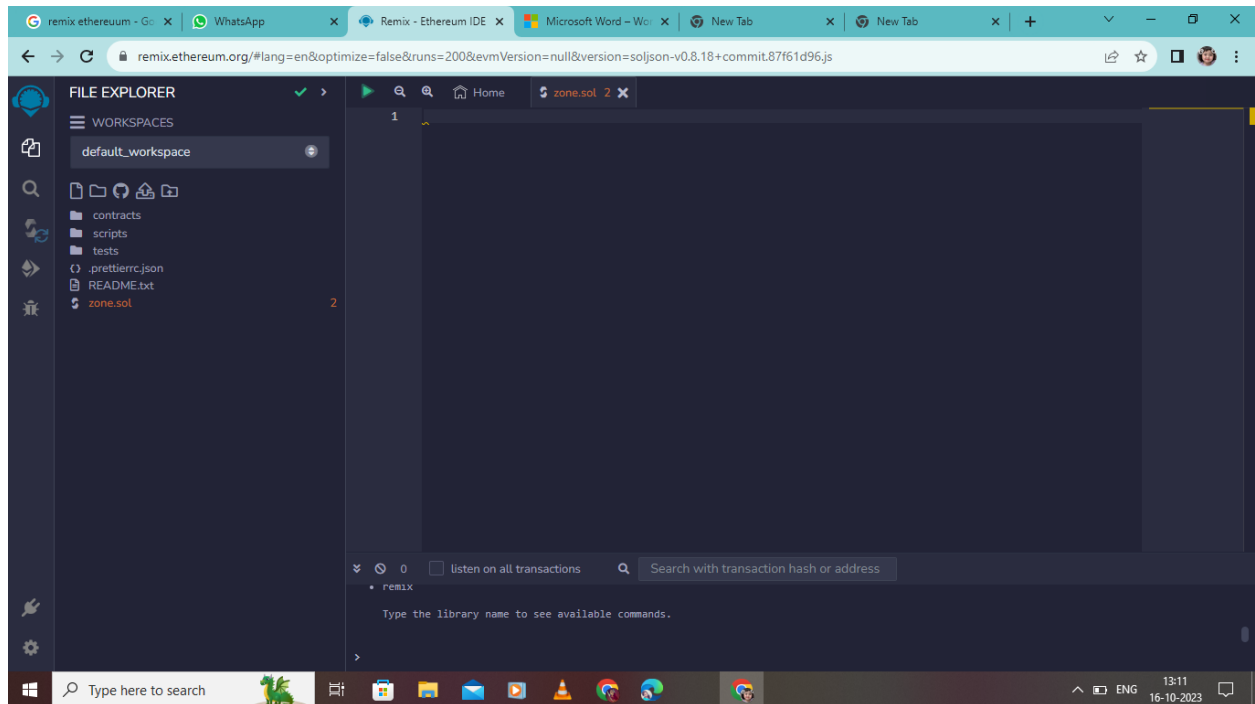 remix ethereuum - Go
WhatsApp
Remix - Ethereum IDE
Microsoft Word – Wor
New Tab
New Tab
remix.ethereum.org/#lang=en&optimize=false&runs=200&evmVersion=null&version=soljson-v0.8.18+commit.87f61d96.js
FILE EXPLORER
Home
zone.sol 2
WORKSPACES
1
default_workspace
contracts
scripts
tests
.prettierrc.json
README.txt
zone.sol 2
0 listen on all transactions Search with transaction hash or address
• remix
Type the library name to see available commands.
>
Type here to search
ENG
13:11
16-10-2023